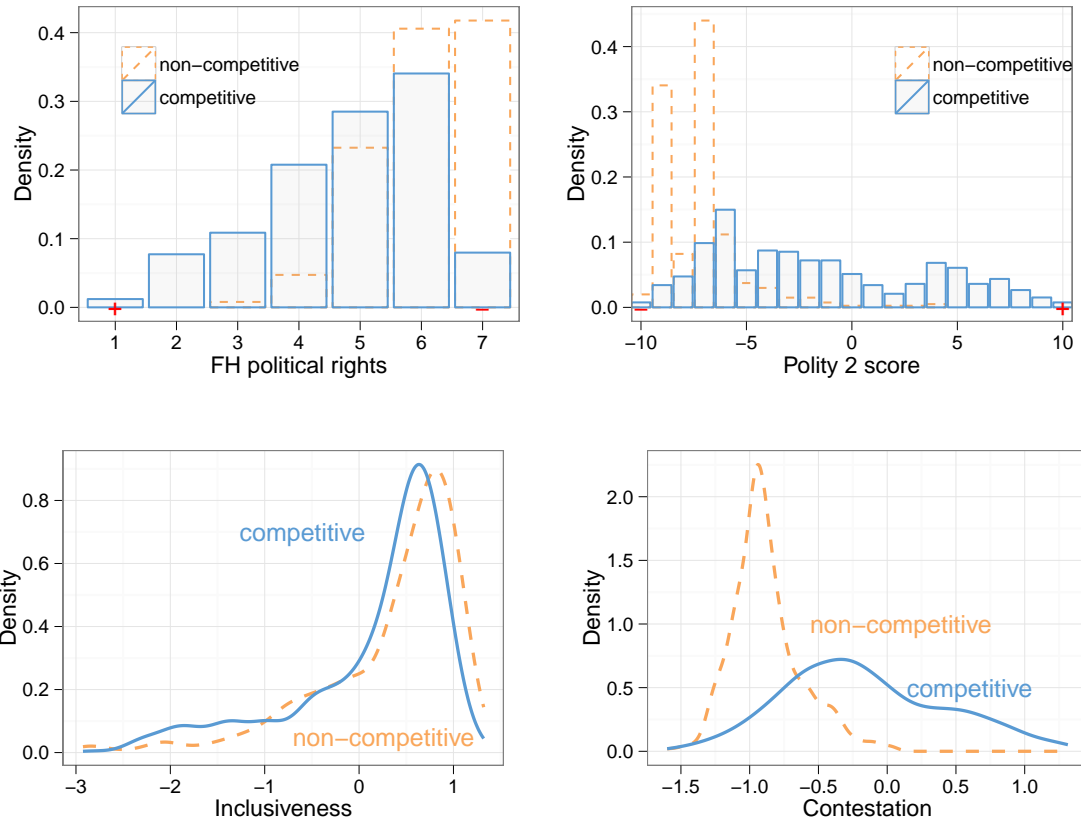 Density
0.4
0.3
0.2
0.1
0.0
non−competitive
competitive
+
−
1 2 3 4 5 6 7
FH political rights
Density
0.4
0.3
0.2
0.1
0.0
non−competitive
competitive
−
+
−10 −5 0 5 10
Polity 2 score
Density
0.8
0.6
0.4
0.2
0.0
competitive
non−competitive
−3 −2 −1 0 1
Inclusiveness
Density
2.0
1.5
1.0
0.5
0.0
non−competitive
competitive
−1.5 −1.0 −0.5 0.0 0.5 1.0
Contestation